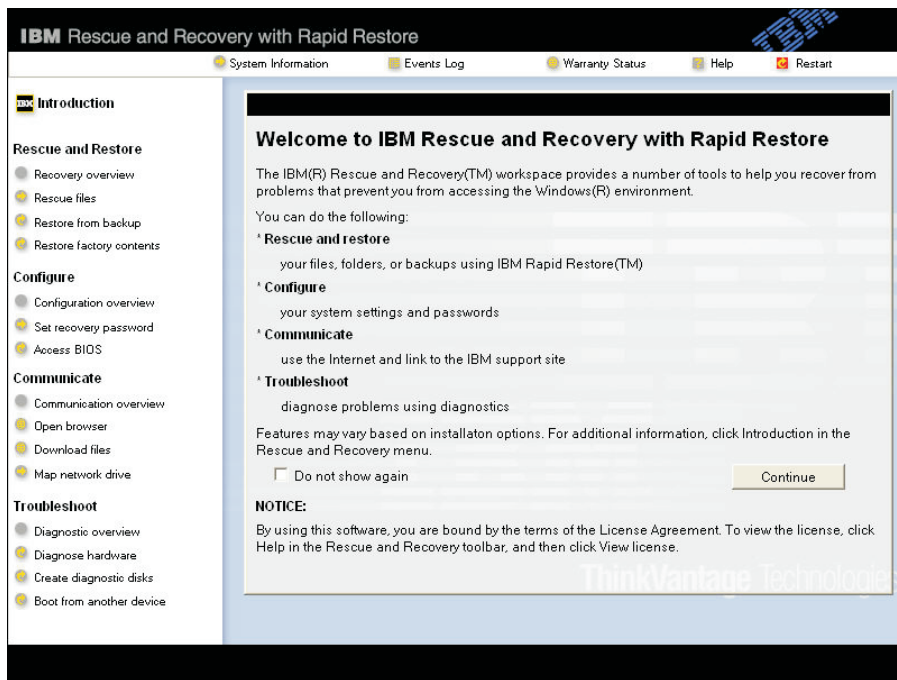 IBM Rescue and Recovery with Rapid Restore
IBM
System Information
Events Log
Warranty Status
Help
Restart
IBM Introduction
Rescue and Restore
Recovery overview
Rescue files
Restore from backup
Restore factory contents
Configure
Configuration overview
Set recovery password
Access BIOS
Communicate
Communication overview
Open browser
Download files
Map network drive
Troubleshoot
Diagnostic overview
Diagnose hardware
Create diagnostic disks
Boot from another device
Welcome to IBM Rescue and Recovery with Rapid Restore
The IBM(R) Rescue and Recovery(TM) workspace provides a number of tools to help you recover from
problems that prevent you from accessing the Windows(R) environment.
You can do the following:
* Rescue and restore
your files, folders, or backups using IBM Rapid Restore(TM)
* Configure
your system settings and passwords
* Communicate
use the Internet and link to the IBM support site
* Troubleshoot
diagnose problems using diagnostics
Features may vary based on installaton options. For additional information, click Introduction in the
Rescue and Recovery menu.
Do not show again
Continue
NOTICE:
By using this software, you are bound by the terms of the License Agreement. To view the license, click
Help in the Rescue and Recovery toolbar, and then click View license.
ThinkVantage Technologies